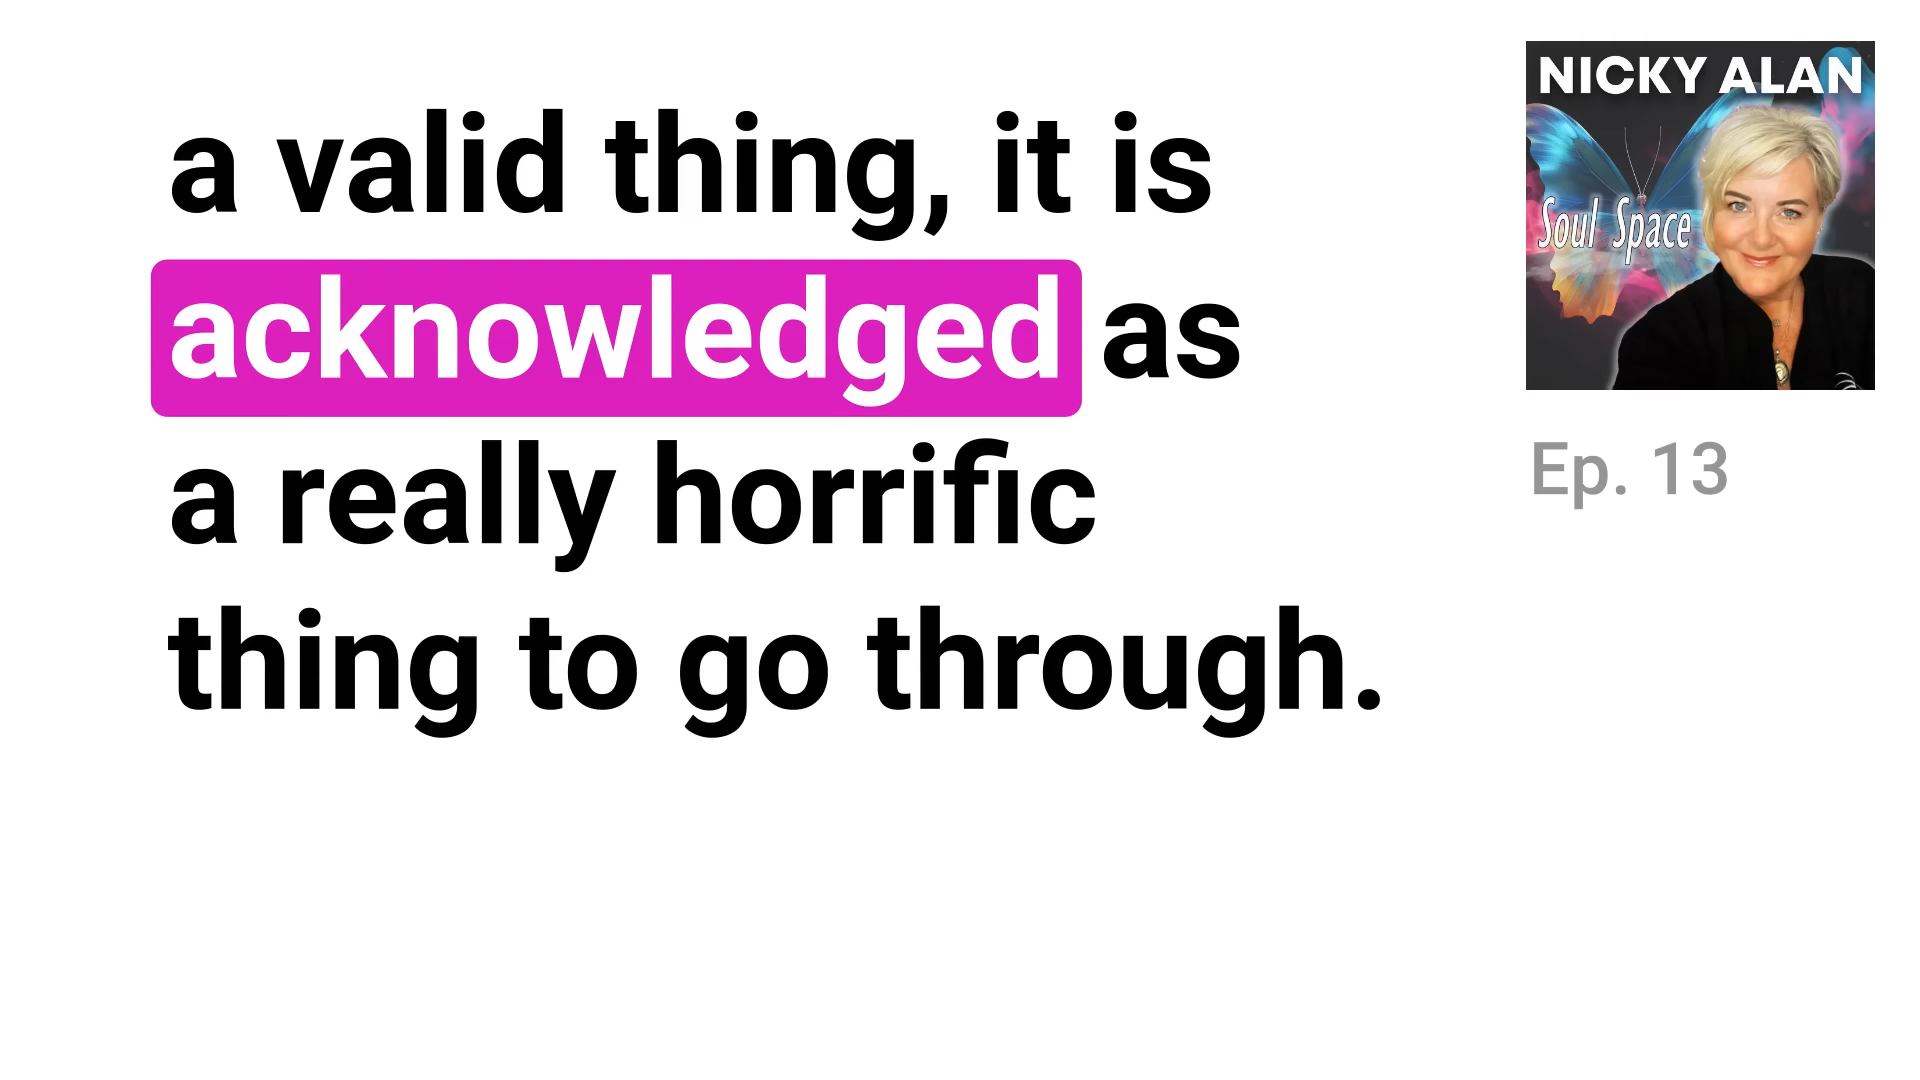 a valid thing, it is
acknowledged as
a really horrific
thing to go through.
NICKY ALAN
Soul Space
Ep. 13